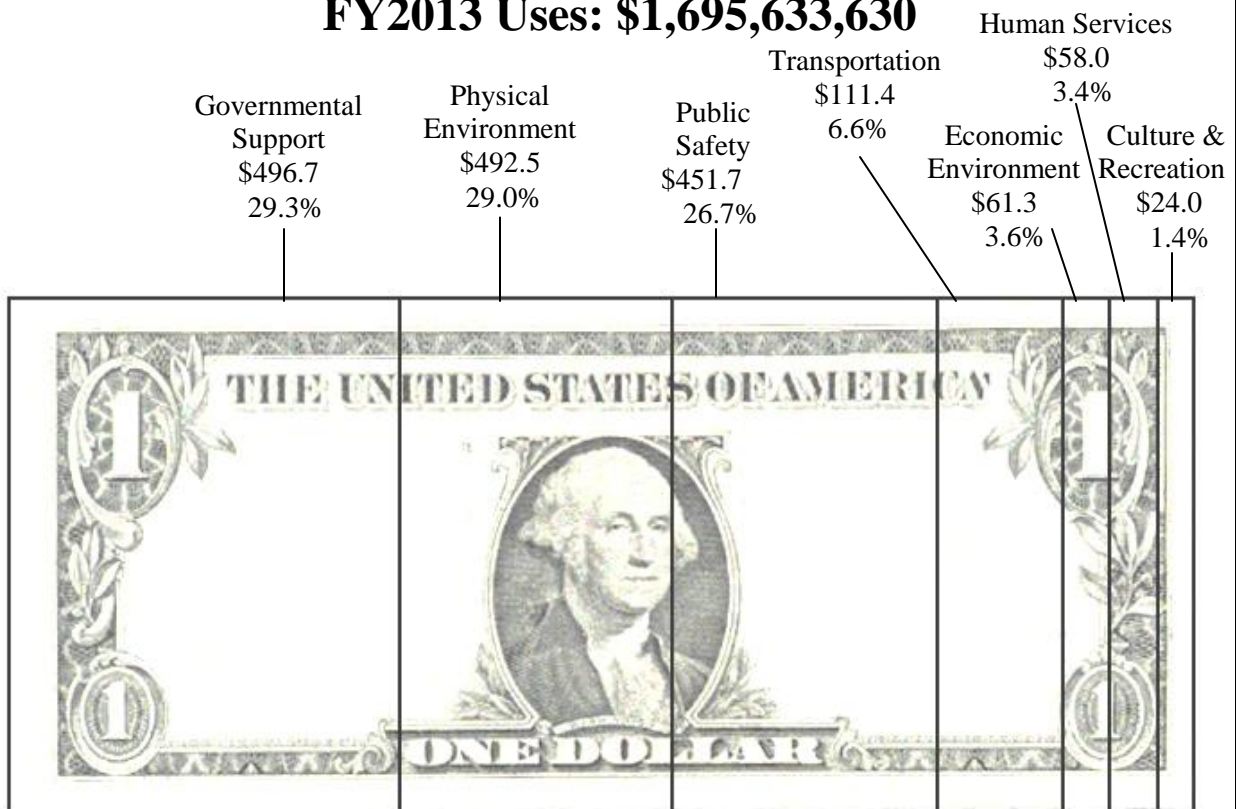 FY2013 Uses: $1,695,633,630
Governmental
Support
$496.7
29.3%
Physical
Environment
$492.5
29.0%
Public
Safety
$451.7
26.7%
Transportation
$111.4
6.6%
Economic
Environment
$61.3
3.6%
Human Services
$58.0
3.4%
Culture &
Recreation
$24.0
1.4%
THE UNITED STATES OF AMERICA
1
1
1
1
ONE DOLLAR